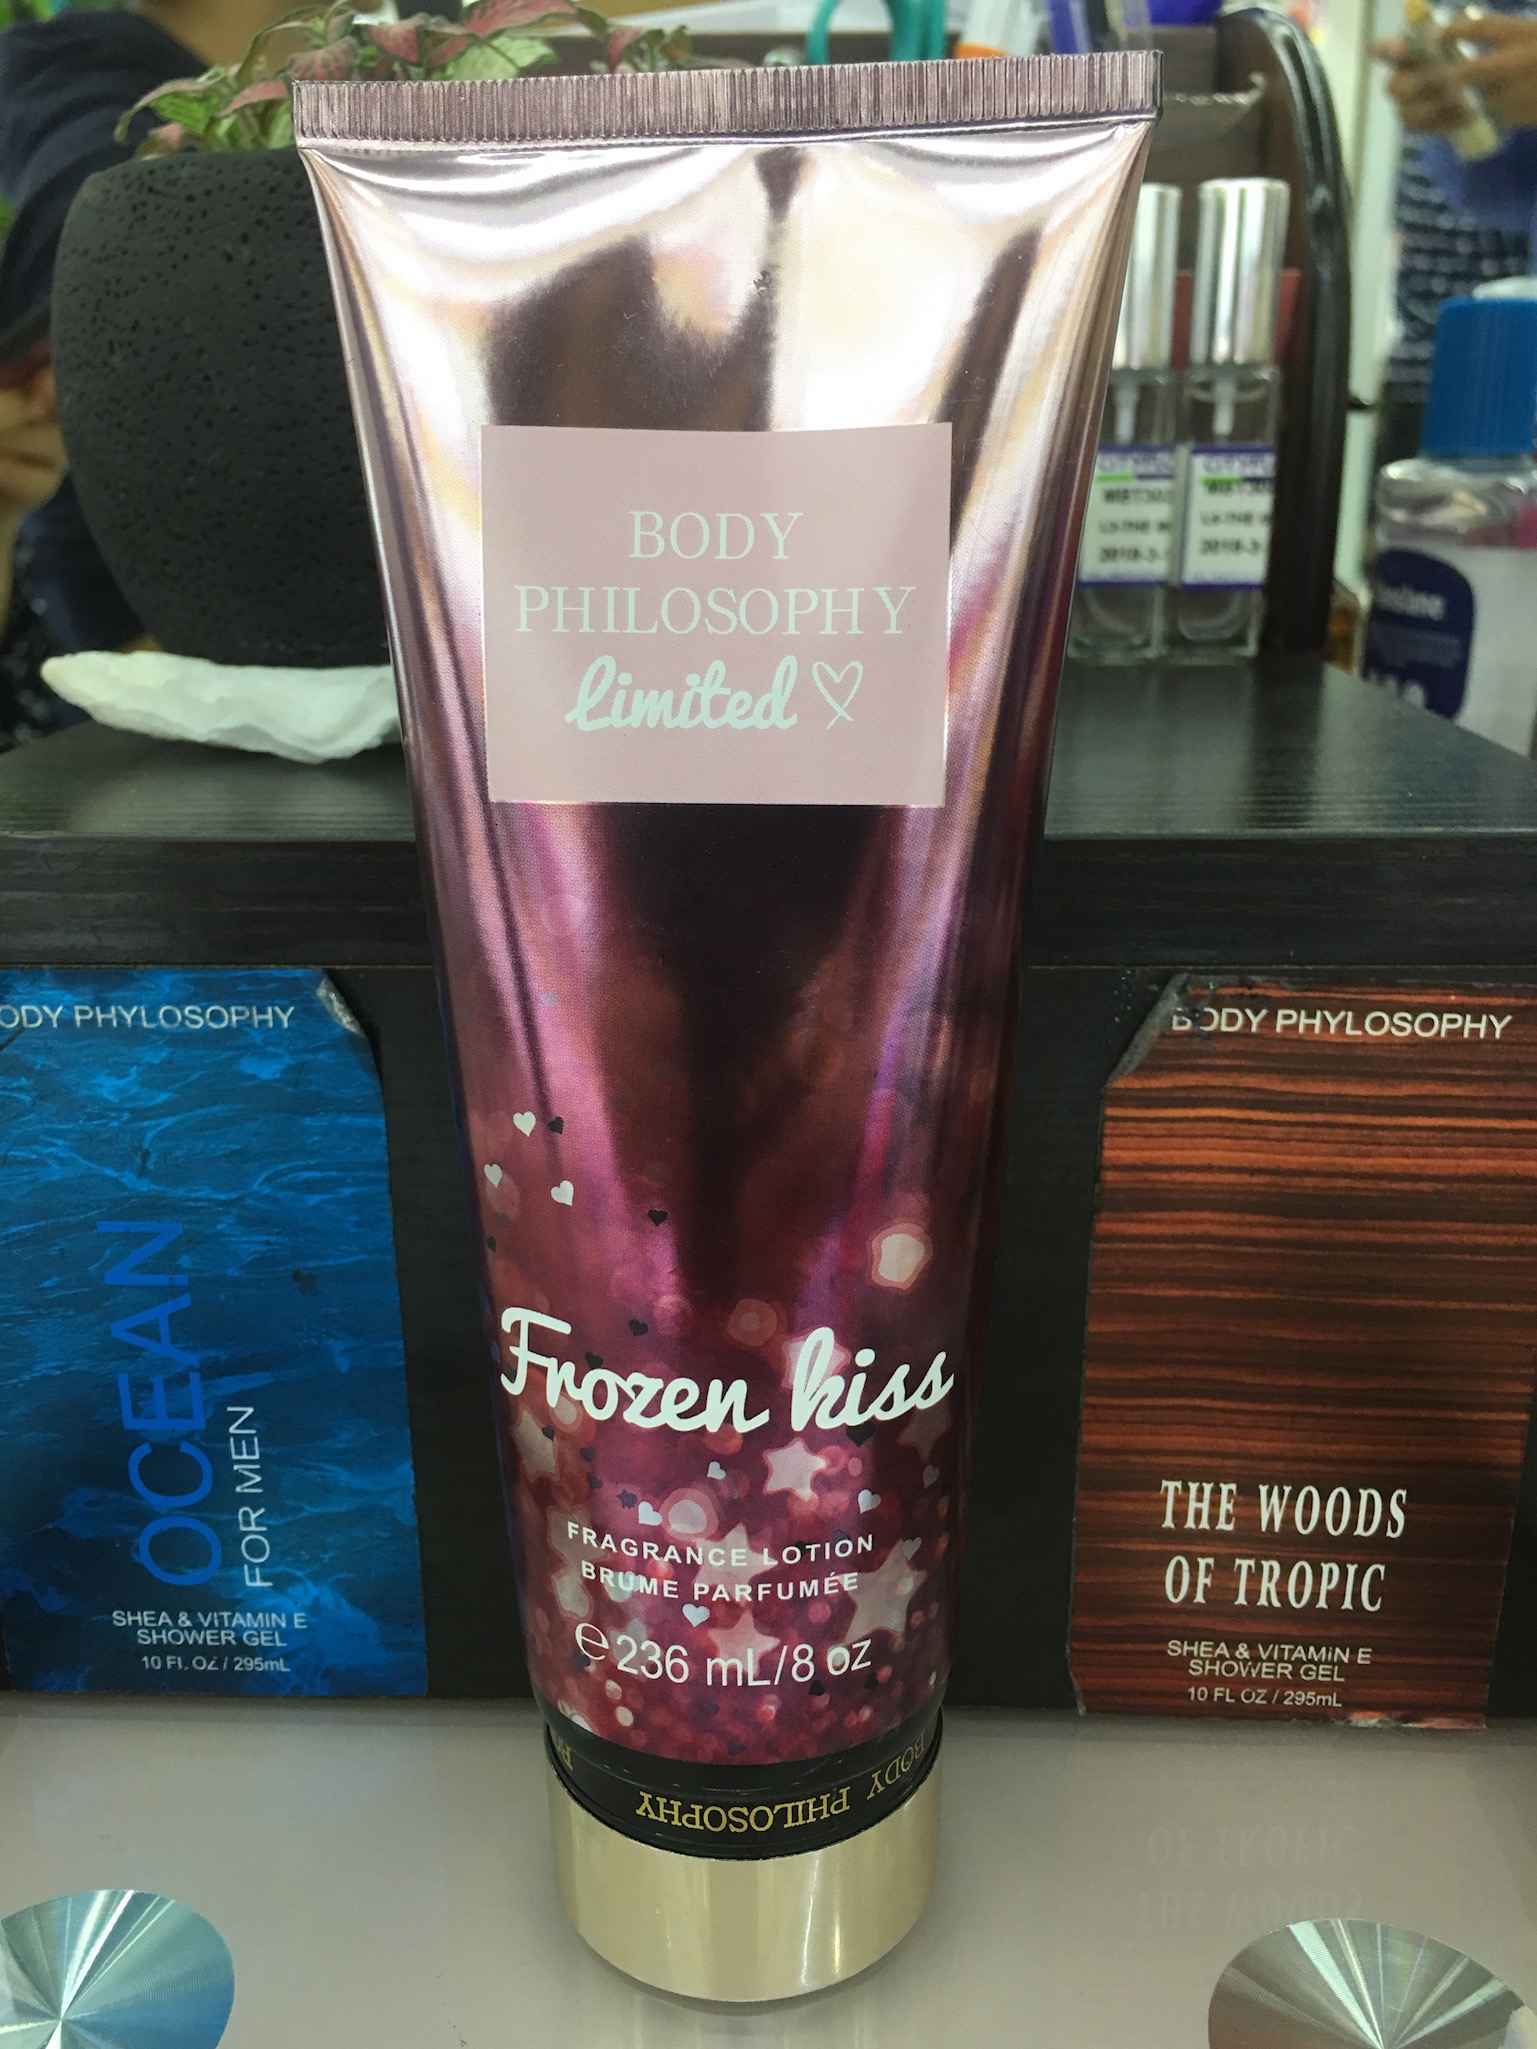 BODY
PHILOSOPHY
Limited
Frozen kiss
FRAGRANCE LOTION
BRUME PARFUMÉE
℮236 mL/8 oz
BODY PHILOSOPHY
ODY PHYLOSOPHY
OCEAN
FOR MEN
SHEA & VITAMIN E
SHOWER GEL
10 FL OZ / 295mL
BODY PHYLOSOPHY
THE WOODS
OF TROPIC
SHEA & VITAMIN E
SHOWER GEL
10 FL OZ / 295mL